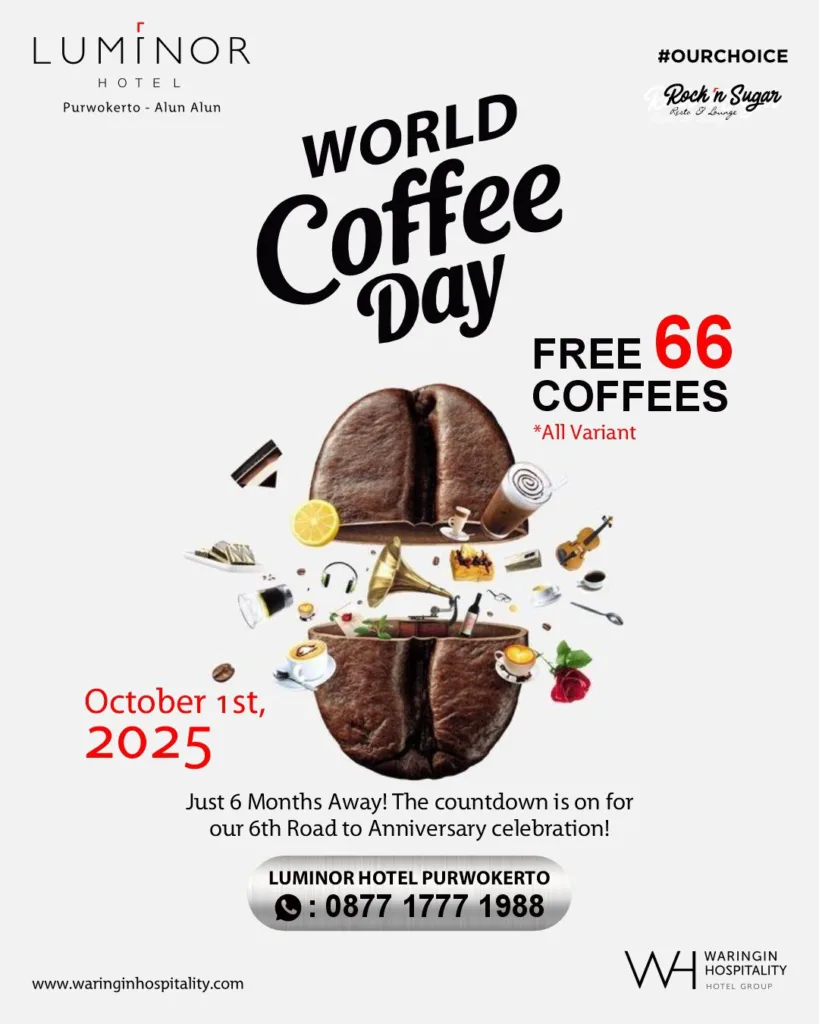 LUMINOR
HOTEL
Purwokerto - Alun Alun
#OURCHOICE
Rock 'n Sugar
Resto & Lounge
WORLD
Coffee
Day
FREE 66
COFFEES
*All Variant
October 1st,
2025
Just 6 Months Away! The countdown is on for
our 6th Road to Anniversary celebration!
LUMINOR HOTEL PURWOKERTO
: 0877 1777 1988
www.waringinhospitality.com
WH
WARINGIN
HOSPITALITY
HOTEL GROUP